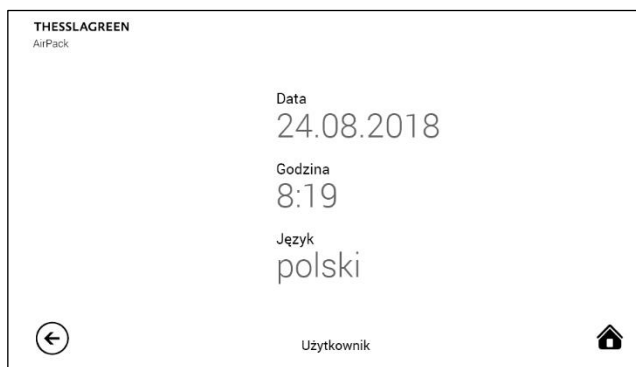 THESSLAGREEN
AirPack
Data
24.08.2018
Godzina
8:19
Język
polski
Użytkownik